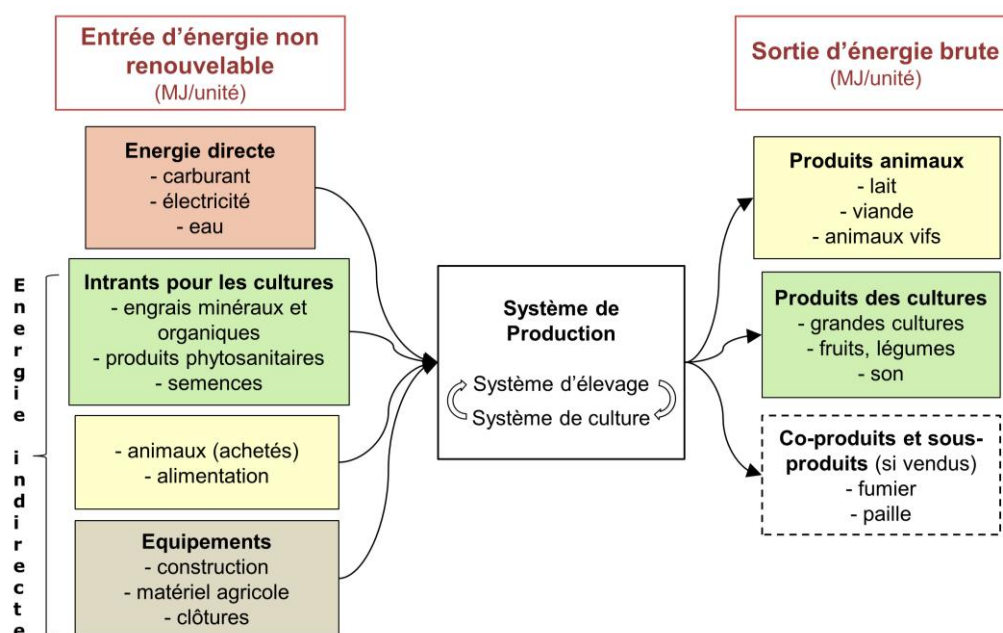 Entrée d’énergie non
renouvelable
(MJ/unité)
Energie directe
- carburant
- électricité
- eau
Energie indirecte
Intrants pour les cultures
- engrais minéraux et
organiques
- produits phytosanitaires
- semences
- animaux (achetés)
- alimentation
Equipements
- construction
- matériel agricole
- clôtures
Système de
Production
Système d’élevage
Système de culture
Sortie d’énergie brute
(MJ/unité)
Produits animaux
- lait
- viande
- animaux vifs
Produits des cultures
- grandes cultures
- fruits, légumes
- son
Co-produits et sous-
produits (si vendus)
- fumier
- paille